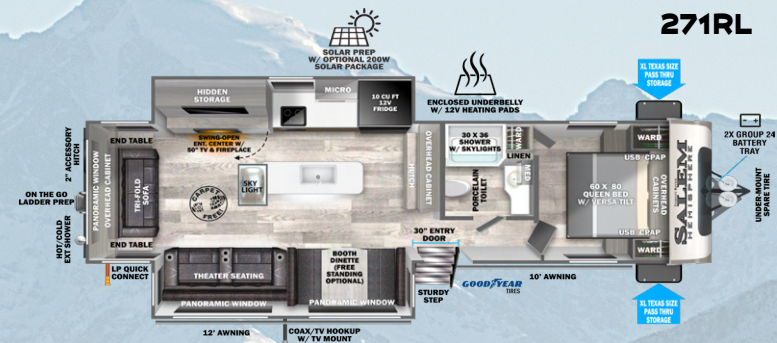 271RL
SOLAR PREP
W/ OPTIONAL 200W
SOLAR PACKAGE
XL TEXAS SIZE
PASS THRU
STORAGE
HIDDEN
STORAGE
MICRO
10 CU FT
12V
FRIDGE
ENCLOSED UNDERBELLY
W/ 12V HEATING PADS
2X GROUP 24
BATTERY
TRAY
2" ACCESSORY
HITCH
END TABLE
SWING-OPEN
ENT. CENTER W/
50" TV & FIREPLACE
30 X 36
SHOWER
W/ SKYLIGHTS
WARD
LINEN
WARD
USB CPAP
PANORAMIC WINDOW
OVERHEAD CABINET
TRI-FOLD
SOFA
SKY
LIGHT
HUTCH
OVERHEAD CABINET
MED
PORCELAIN
TOILET
60 X 80
QUEEN BED
W/ VERSA TILT
OVERHEAD
CABINETS
SALEM
HEMISPHERE
UNDER-MOUNT
SPARE TIRE
ON THE GO
LADDER PREP
CARPET
FREE!
HOT/COLD
EXT SHOWER
END TABLE
30" ENTRY
DOOR
USB CPAP
WARD
LP QUICK
CONNECT
THEATER SEATING
BOOTH
DINETTE
(FREE
STANDING
OPTIONAL)
10' AWNING
GOODYEAR
TIRES
STURDY
STEP
PANORAMIC WINDOW
PANORAMIC WINDOW
XL TEXAS SIZE
PASS THRU
STORAGE
12' AWNING
COAX/TV HOOKUP
W/ TV MOUNT